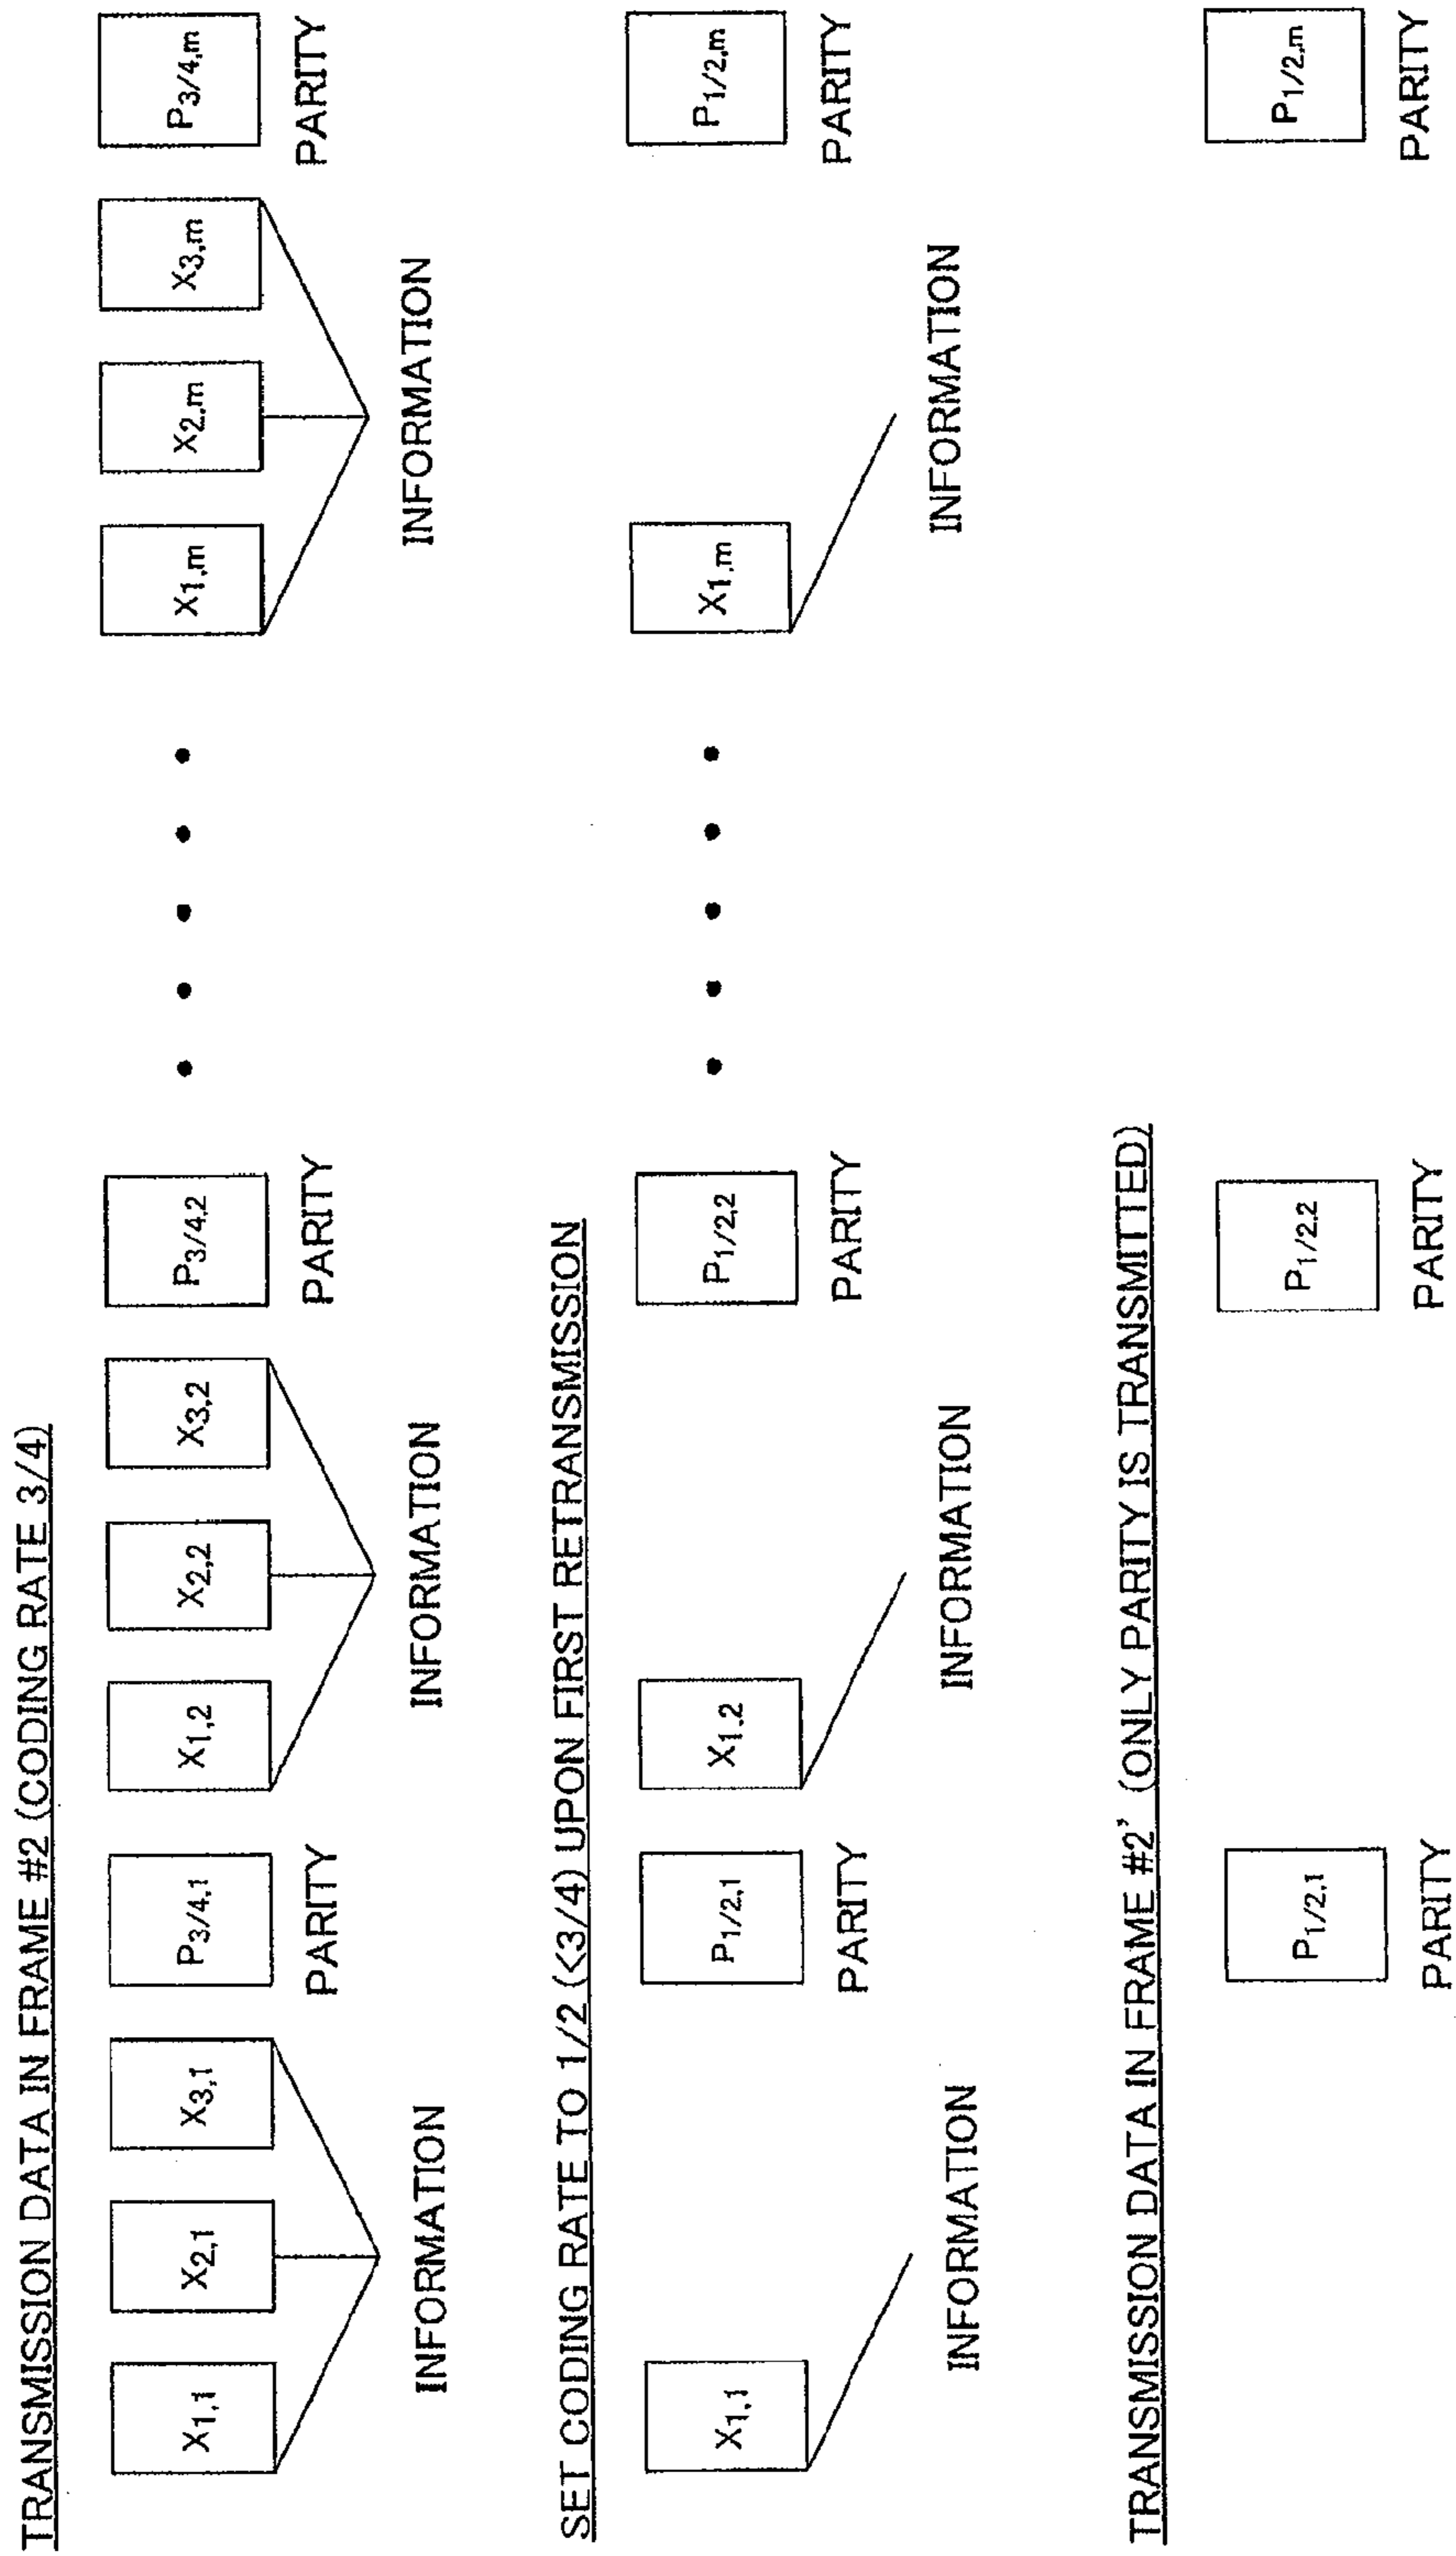 TRANSMISSION DATA IN FRAME #2 (CODING RATE 3/4)
X1,1 X2,1 X3,1 P3/4,1 X1,2 X2,2 X3,2 P3/4,2 • • • • • X1,m X2,m X3,m P3/4,m
PARITY PARITY PARITY
INFORMATION INFORMATION INFORMATION
SET CODING RATE TO 1/2 (<3/4) UPON FIRST RETRANSMISSION
X1,1 P1/2,1 X1,2 P1/2,2 • • • • • X1,m P1/2,m
PARITY PARITY PARITY
INFORMATION INFORMATION INFORMATION
TRANSMISSION DATA IN FRAME #2' (ONLY PARITY IS TRANSMITTED)
P1/2,1 P1/2,2 P1/2,m
PARITY PARITY PARITY